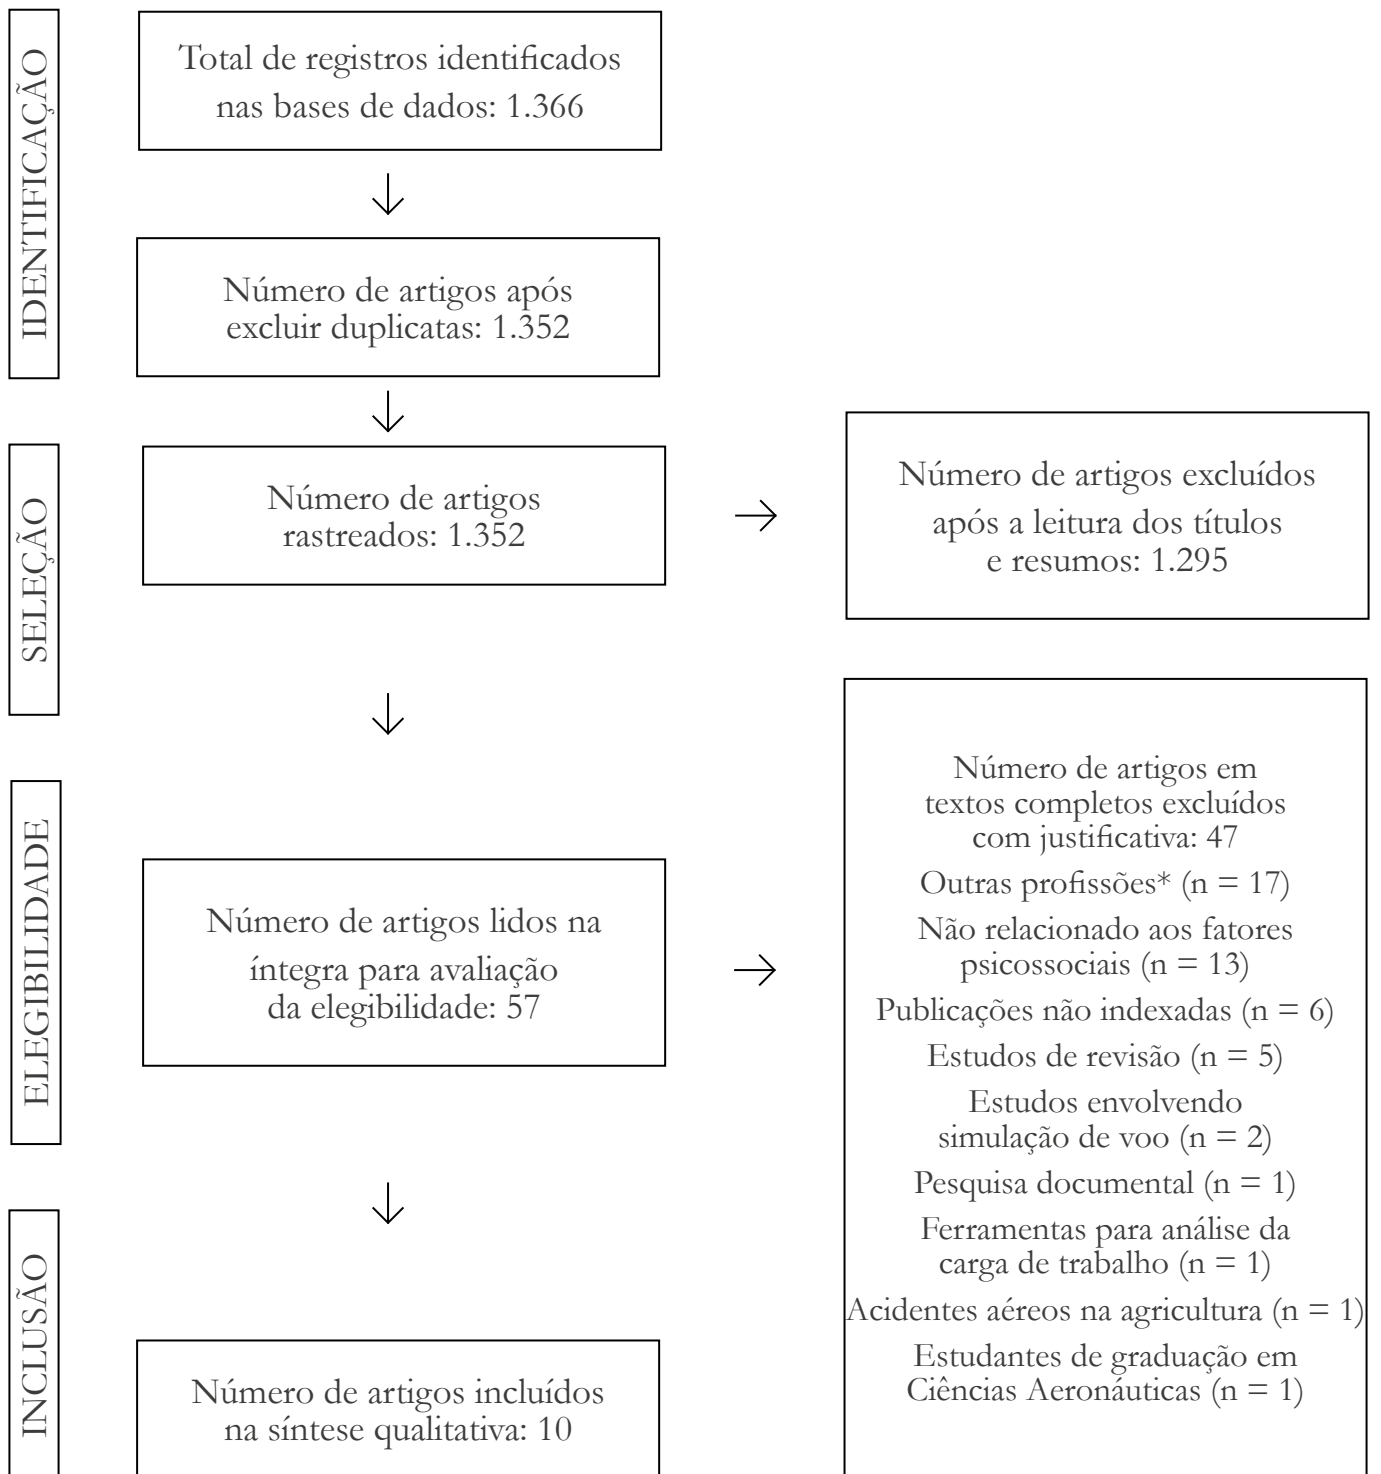 IDENTIFICAÇÃO
Total de registros identificados
nas bases de dados: 1.366
Número de artigos após
excluir duplicatas: 1.352
SELEÇÃO
Número de artigos
rastreados: 1.352
Número de artigos excluídos
após a leitura dos títulos
e resumos: 1.295
ELEGIBILIDADE
Número de artigos lidos na
íntegra para avaliação
da elegibilidade: 57
Número de artigos em
textos completos excluídos
com justificativa: 47
Outras profissões* (n = 17)
Não relacionado aos fatores
psicossociais (n = 13)
Publicações não indexadas (n = 6)
Estudos de revisão (n = 5)
Estudos envolvendo
simulação de voo (n = 2)
Pesquisa documental (n = 1)
Ferramentas para análise da
carga de trabalho (n = 1)
Acidentes aéreos na agricultura (n = 1)
Estudantes de graduação em
Ciências Aeronáuticas (n = 1)
INCLUSÃO
Número de artigos incluídos
na síntese qualitativa: 10